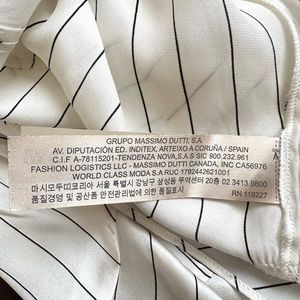 GRUPO MASSIMO DUTTI, S.A.
AV. DIPUTACIÓN ED. INDITEX, ARTEIXO A CORUÑA / SPAIN
C.I.F A-78115201-TENDENZA NOVA,S.A.S SIC 900.232.961
FASHION LOGISTICS LLC - MASSIMO DUTTI CANADA, INC CA56976
WORLD CLASS MODA S.A RUC 1792442621001
마시모두띠코리아 서울 특별시 강남구 삼성동 무역센터 20층 02 3413 9800
품질경영 및 공산품 안전관리법에 의한 품질표시
RN 119227